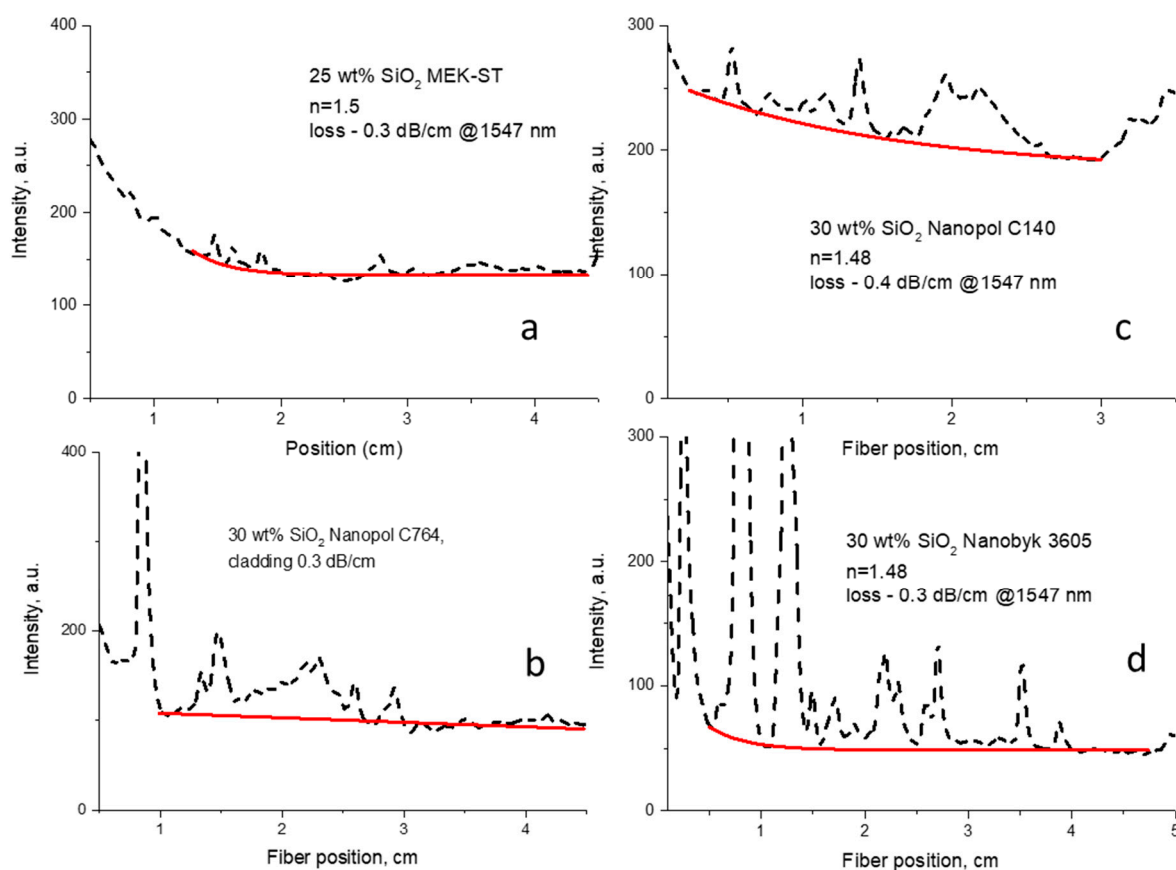 400
300
200
100
0
Intensity, a.u.
25 wt% SiO₂ MEK-ST
n=1.5
loss - 0.3 dB/cm @1547 nm
a
1 2 3 4
Position (cm)
300
200
100
0
Intensity, a.u.
30 wt% SiO₂ Nanopol C140
n=1.48
loss - 0.4 dB/cm @1547 nm
c
1 2 3
Fiber position, cm
400
200
0
Intensity, a.u.
30 wt% SiO₂ Nanopol C764,
cladding 0.3 dB/cm
b
1 2 3 4
Fiber position, cm
300
200
100
0
Intensity, a.u.
30 wt% SiO₂ Nanobyk 3605
n=1.48
loss - 0.3 dB/cm @1547 nm
d
1 2 3 4 5
Fiber position, cm